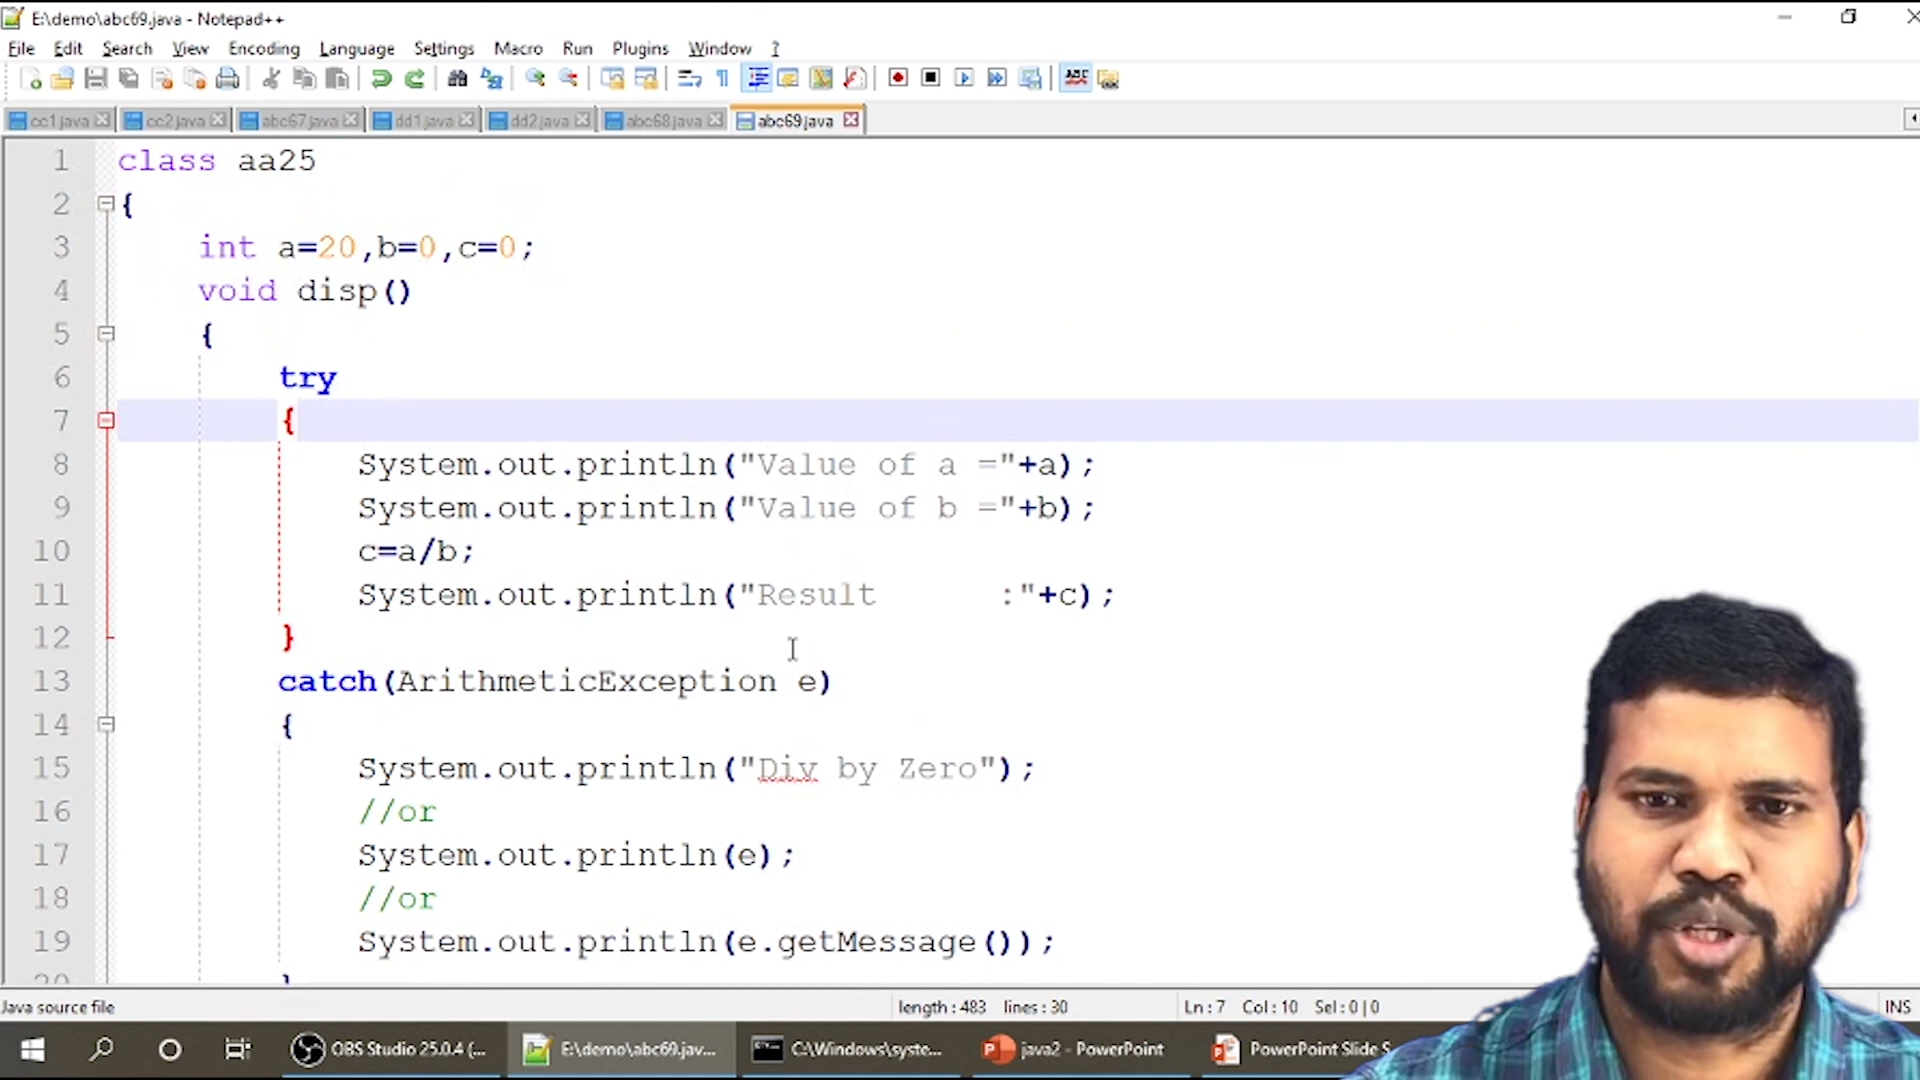 E:\demo\abc69.java - Notepad++
File Edit Search View Encoding Language Settings Macro Run Plugins Window ?
cc1.java cc2.java abc67.java dd1.java dd2.java abc68.java abc69.java
1 class aa25
2 {
3 int a=20,b=0,c=0;
4 void disp()
5 {
6 try
7 {
8 System.out.println("Value of a ="+a);
9 System.out.println("Value of b ="+b);
10 c=a/b;
11 System.out.println("Result      :"+c);
12 }
13 catch(ArithmeticException e)
14 {
15 System.out.println("Div by Zero");
16 //or
17 System.out.println(e);
18 //or
19 System.out.println(e.getMessage());
20 }
Java source file length : 483 lines : 30 Ln : 7 Col : 10 Sel : 0 | 0 INS
OBS Studio 25.0.4 (... E:\demo\abc69.jav... C:\Windows\syste... java2 - PowerPoint PowerPoint Slide S